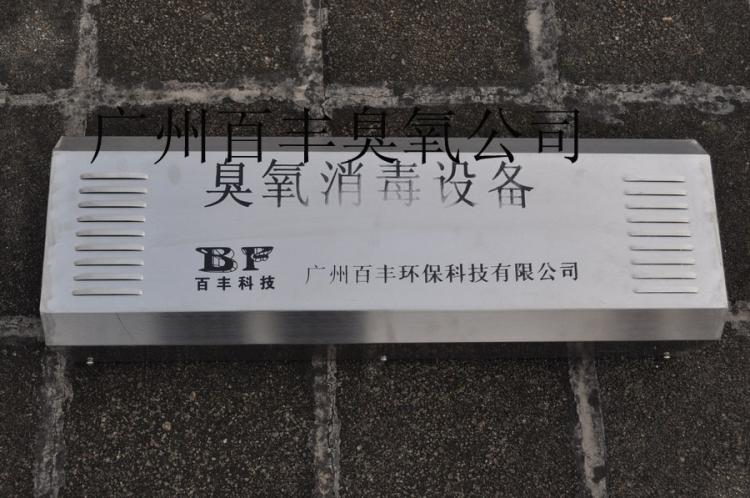 广州百丰臭氧公司
臭氧消毒设备
BF
百丰科技
广州百丰环保科技有限公司